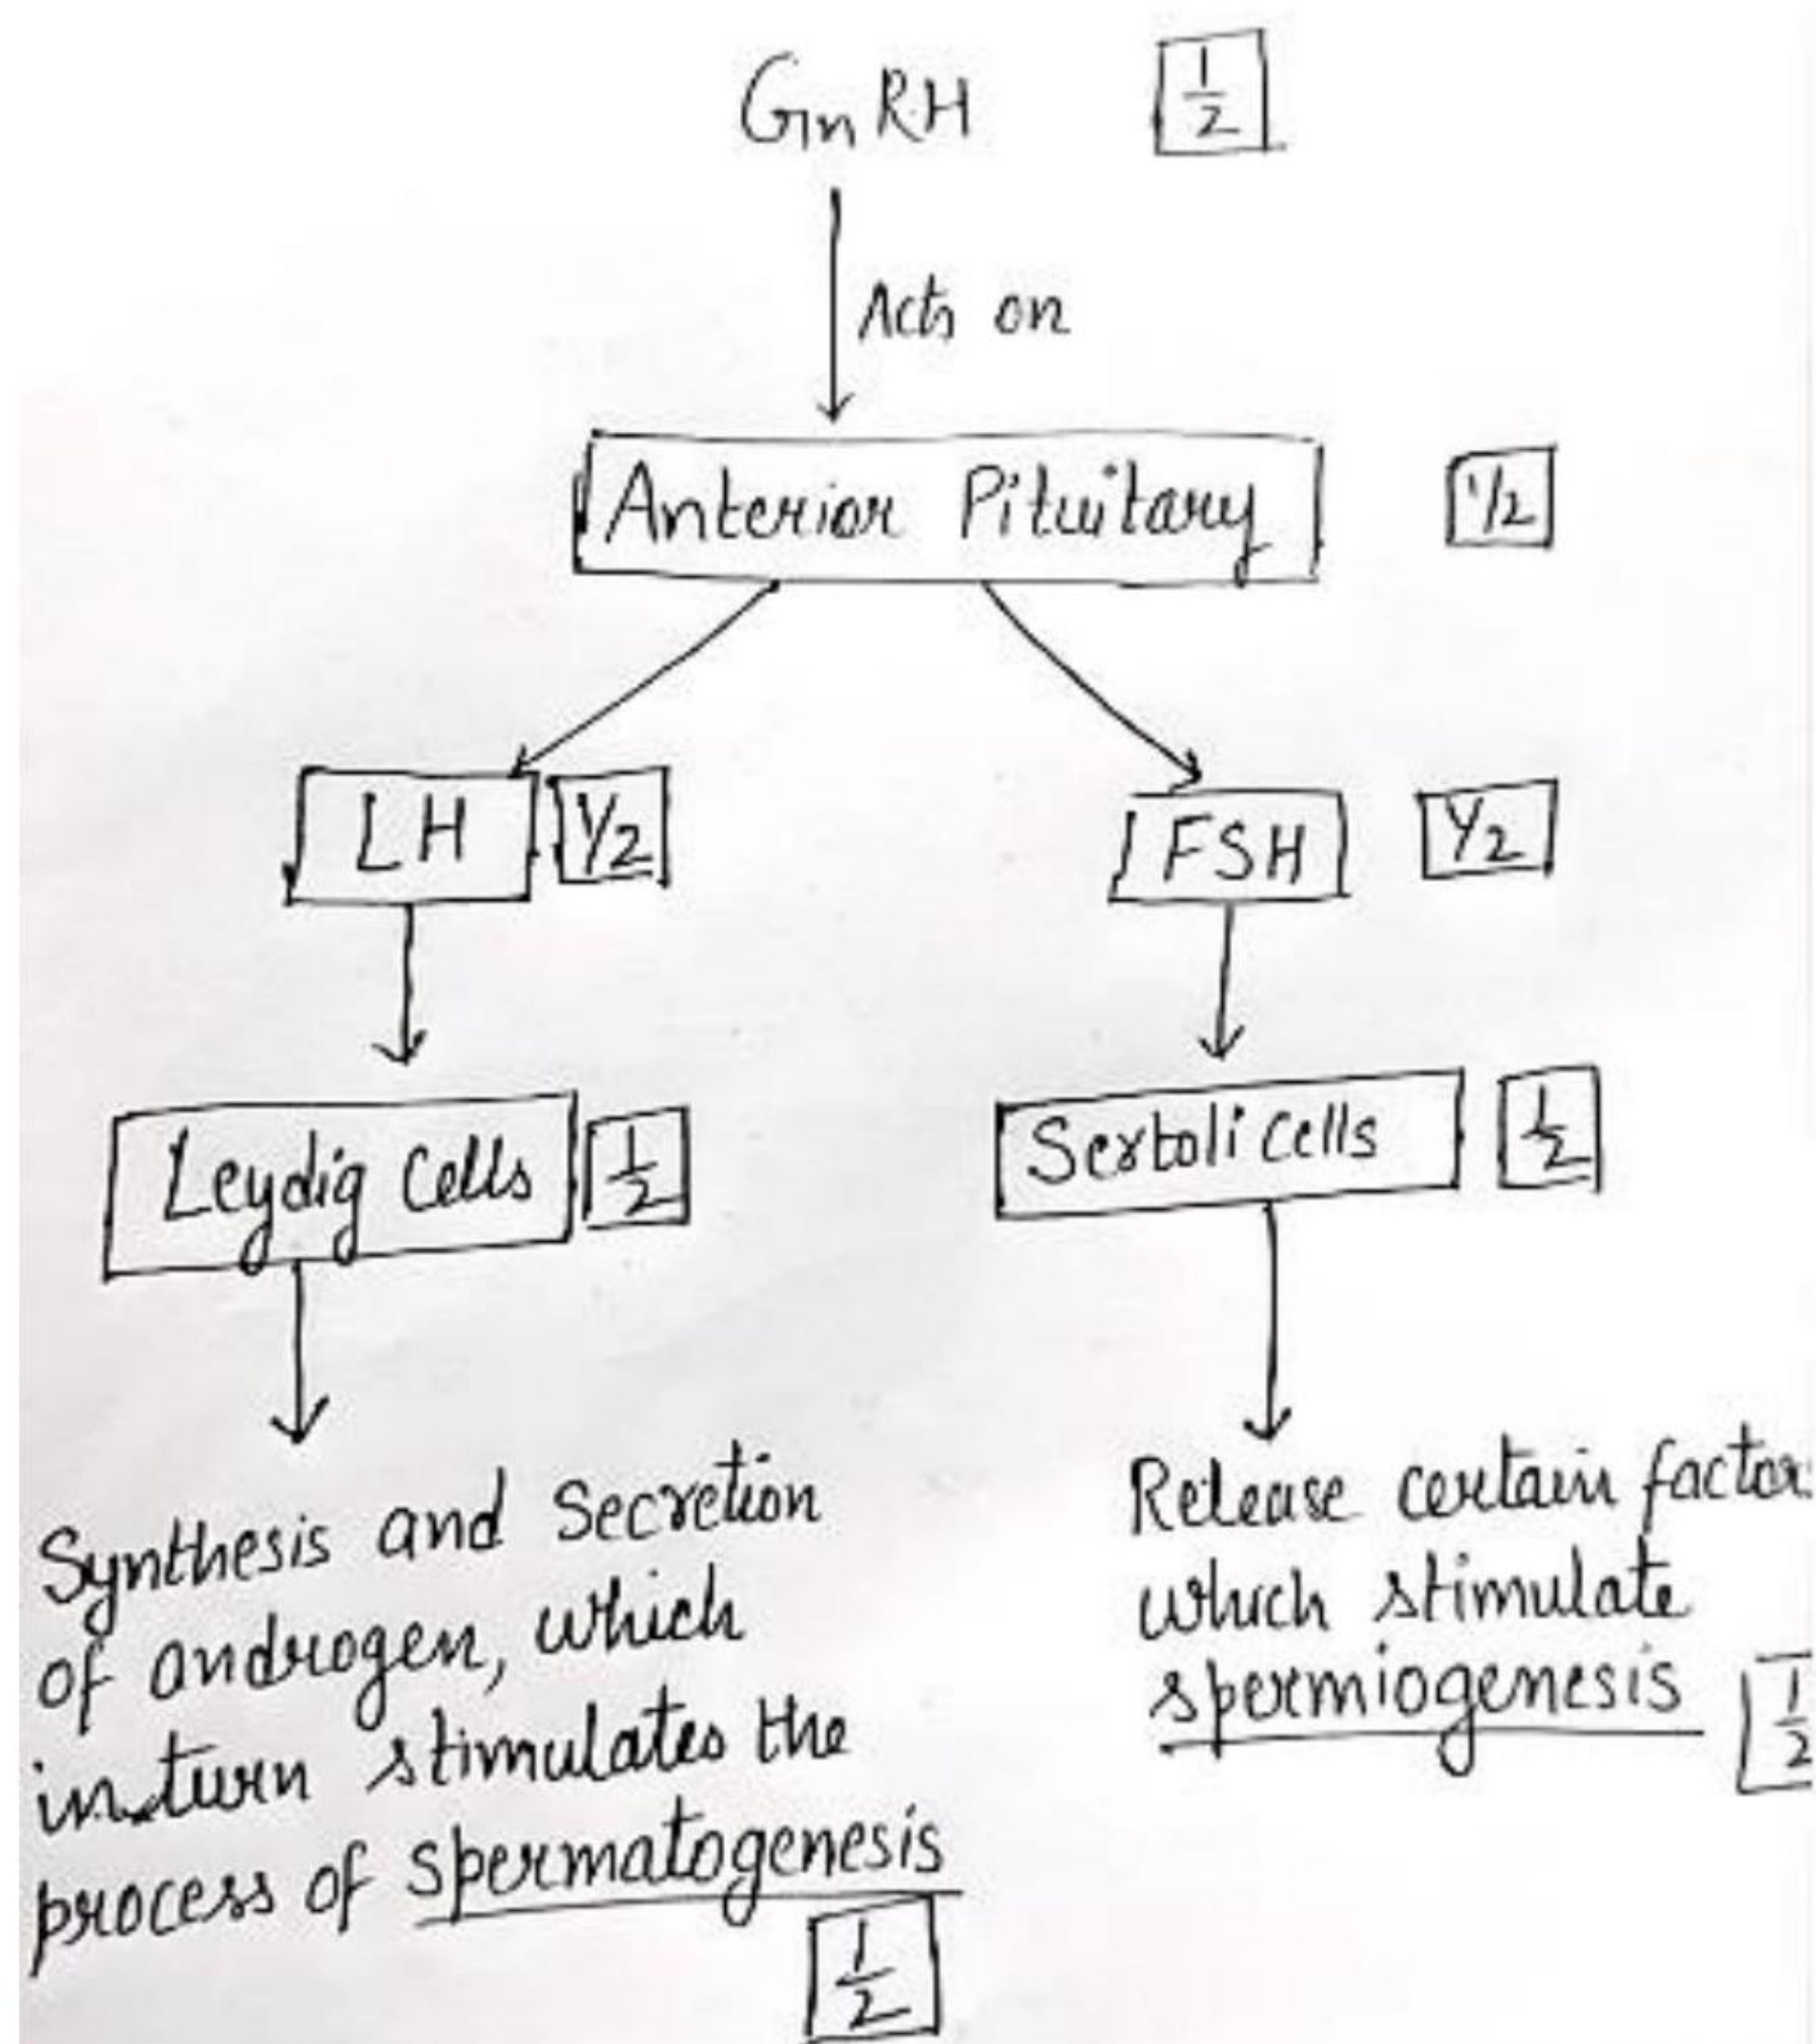 GnRH 1/2
Acts on
Anterior Pituitary 1/2
LH 1/2
FSH 1/2
Leydig Cells 1/2
Sertoli Cells 1/2
Synthesis and Secretion
of androgen, which
in turn stimulates the
process of spermatogenesis
1/2
Release certain factor
which stimulate
spermiogenesis 1/2